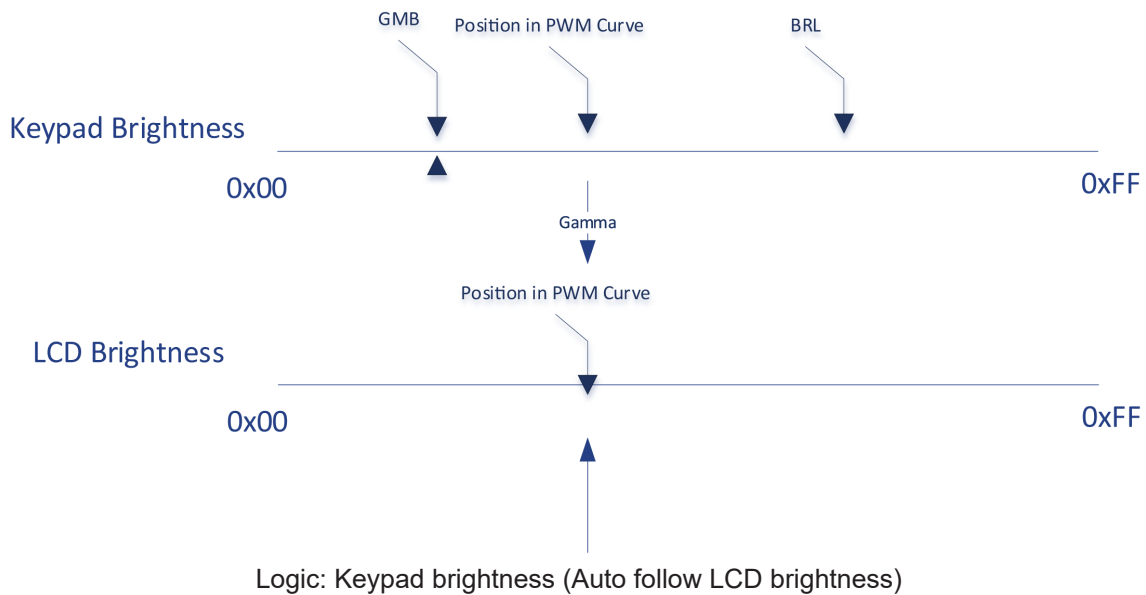 GMB
Position in PWM Curve
BRL
Keypad Brightness
0x00
0xFF
Gamma
Position in PWM Curve
LCD Brightness
0x00
0xFF
Logic: Keypad brightness (Auto follow LCD brightness)